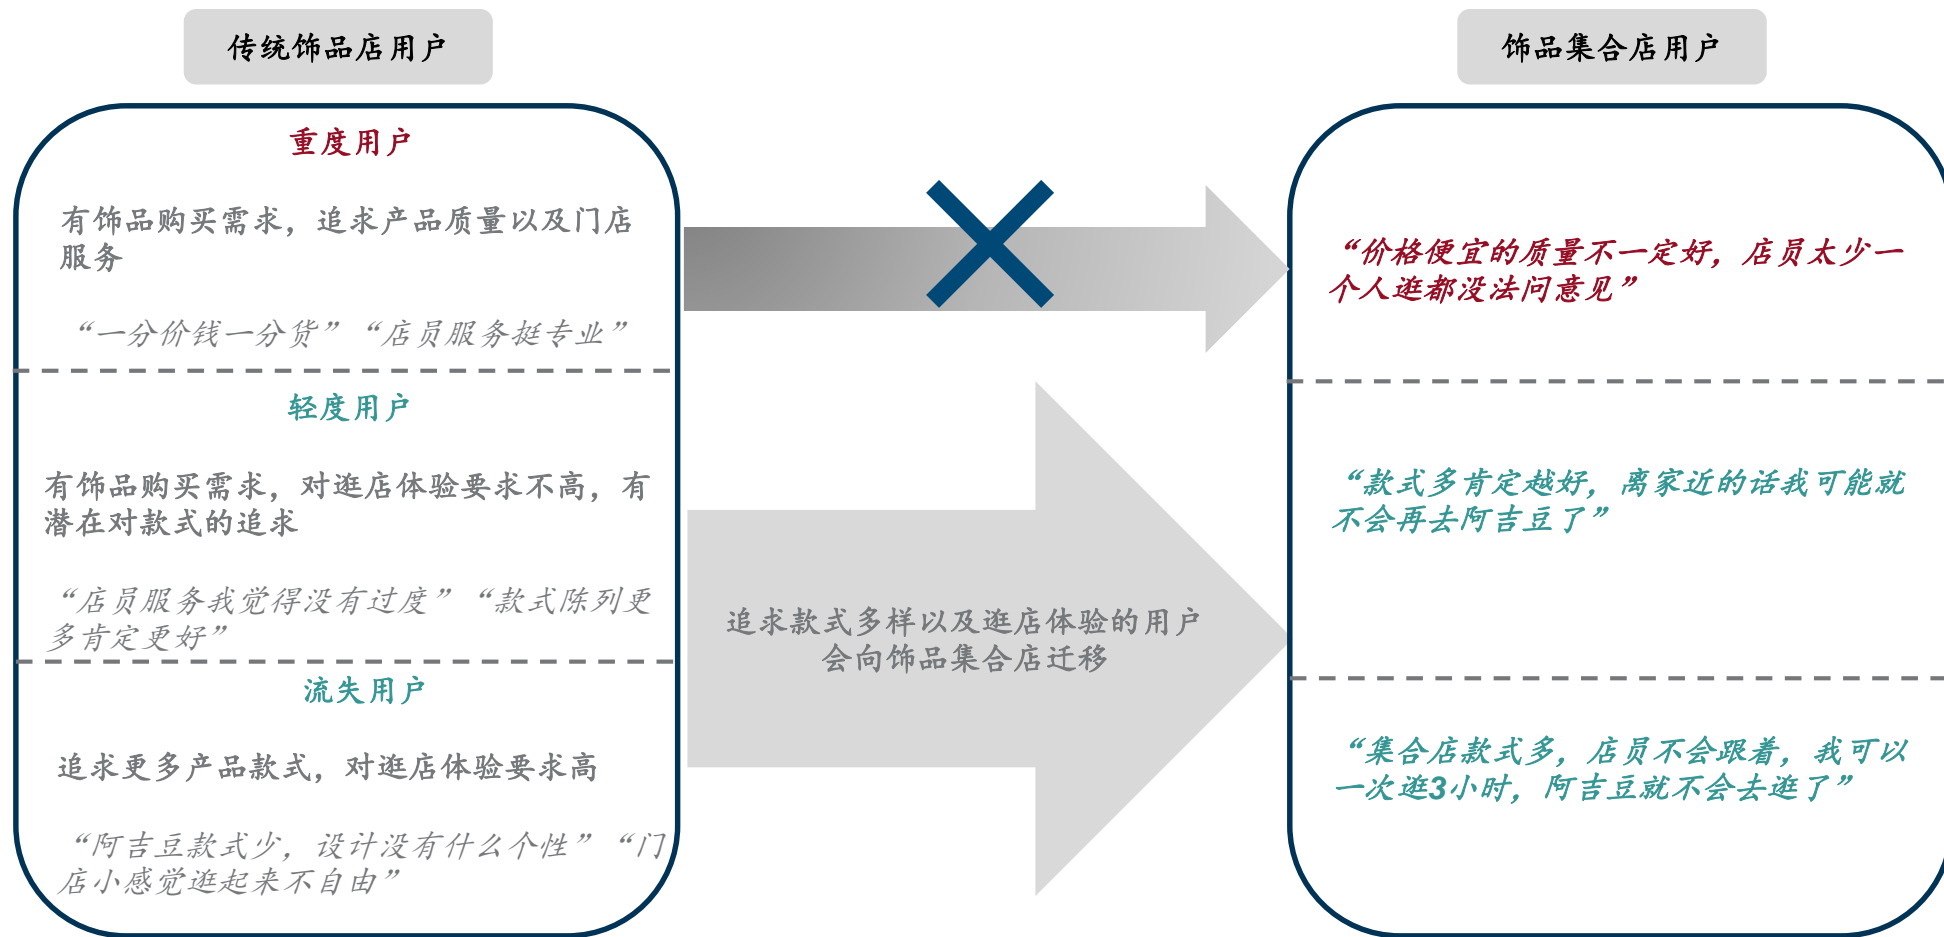 传统饰品店用户
饰品集合店用户
重度用户
有饰品购买需求，追求产品质量以及门店
服务
“一分价钱一分货”“店员服务挺专业”
轻度用户
有饰品购买需求，对逛店体验要求不高，有
潜在对款式的追求
“店员服务我觉得没有过度”“款式陈列更
多肯定更好”
流失用户
追求更多产品款式，对逛店体验要求高
“阿吉豆款式少，设计没有什么个性”“门
店小感觉逛起来不自由”
追求款式多样以及逛店体验的用户
会向饰品集合店迁移
“价格便宜的质量不一定好，店员太少一
个人逛都没法问意见”
“款式多肯定越好，离家近的话我可能就
不会再去阿吉豆了”
“集合店款式多，店员不会跟着，我可以
一次逛3小时，阿吉豆就不会去逛了”